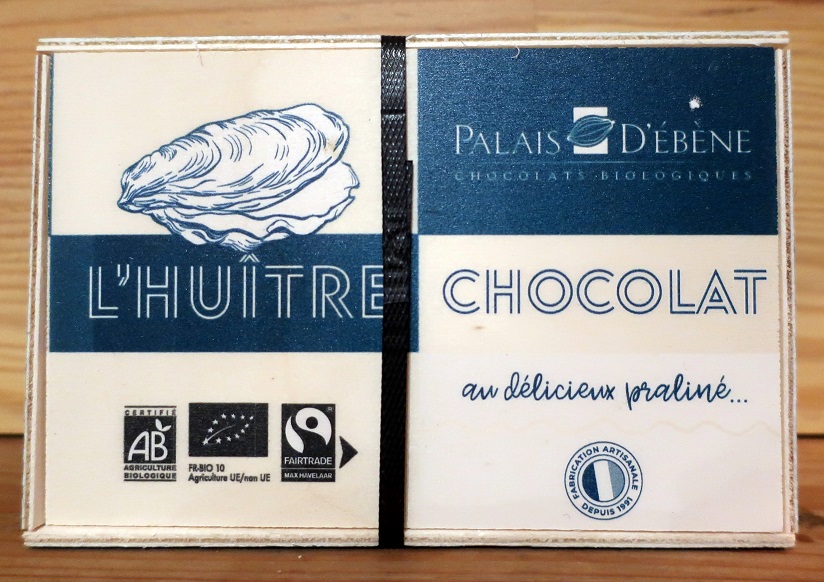 PALAIS D'ÉBÈNE
CHOCOLATS BIOLOGIQUES
L'HUÎTRE
CHOCOLAT
au délicieux praliné...
CERTIFIÉ
AB
AGRICULTURE
BIOLOGIQUE
FR-BIO 10
Agriculture UE/non UE
FAIRTRADE
MAX HAVELAAR
FABRICATION ARTISANALE
DEPUIS 1991